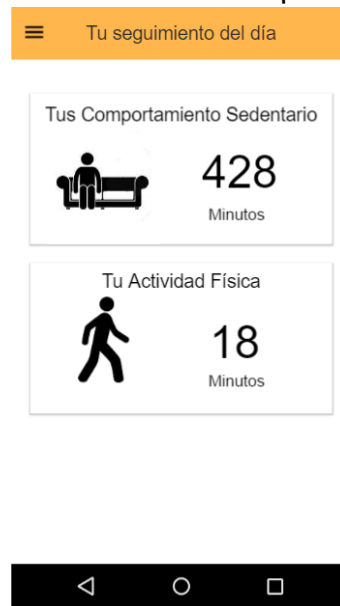 Tu seguimiento del día
Tus Comportamiento Sedentario
428
Minutos
Tu Actividad Física
18
Minutos